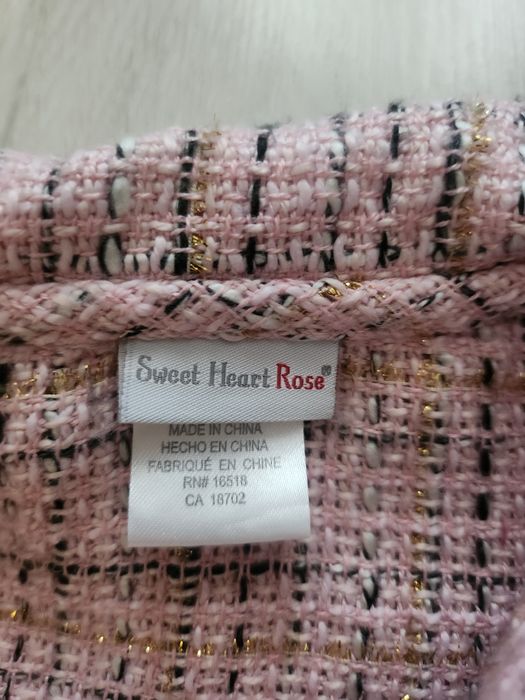 Sweet Heart Rose®
MADE IN CHINA
HECHO EN CHINA
FABRIQUÉ EN CHINE
RN# 16518
CA 18702